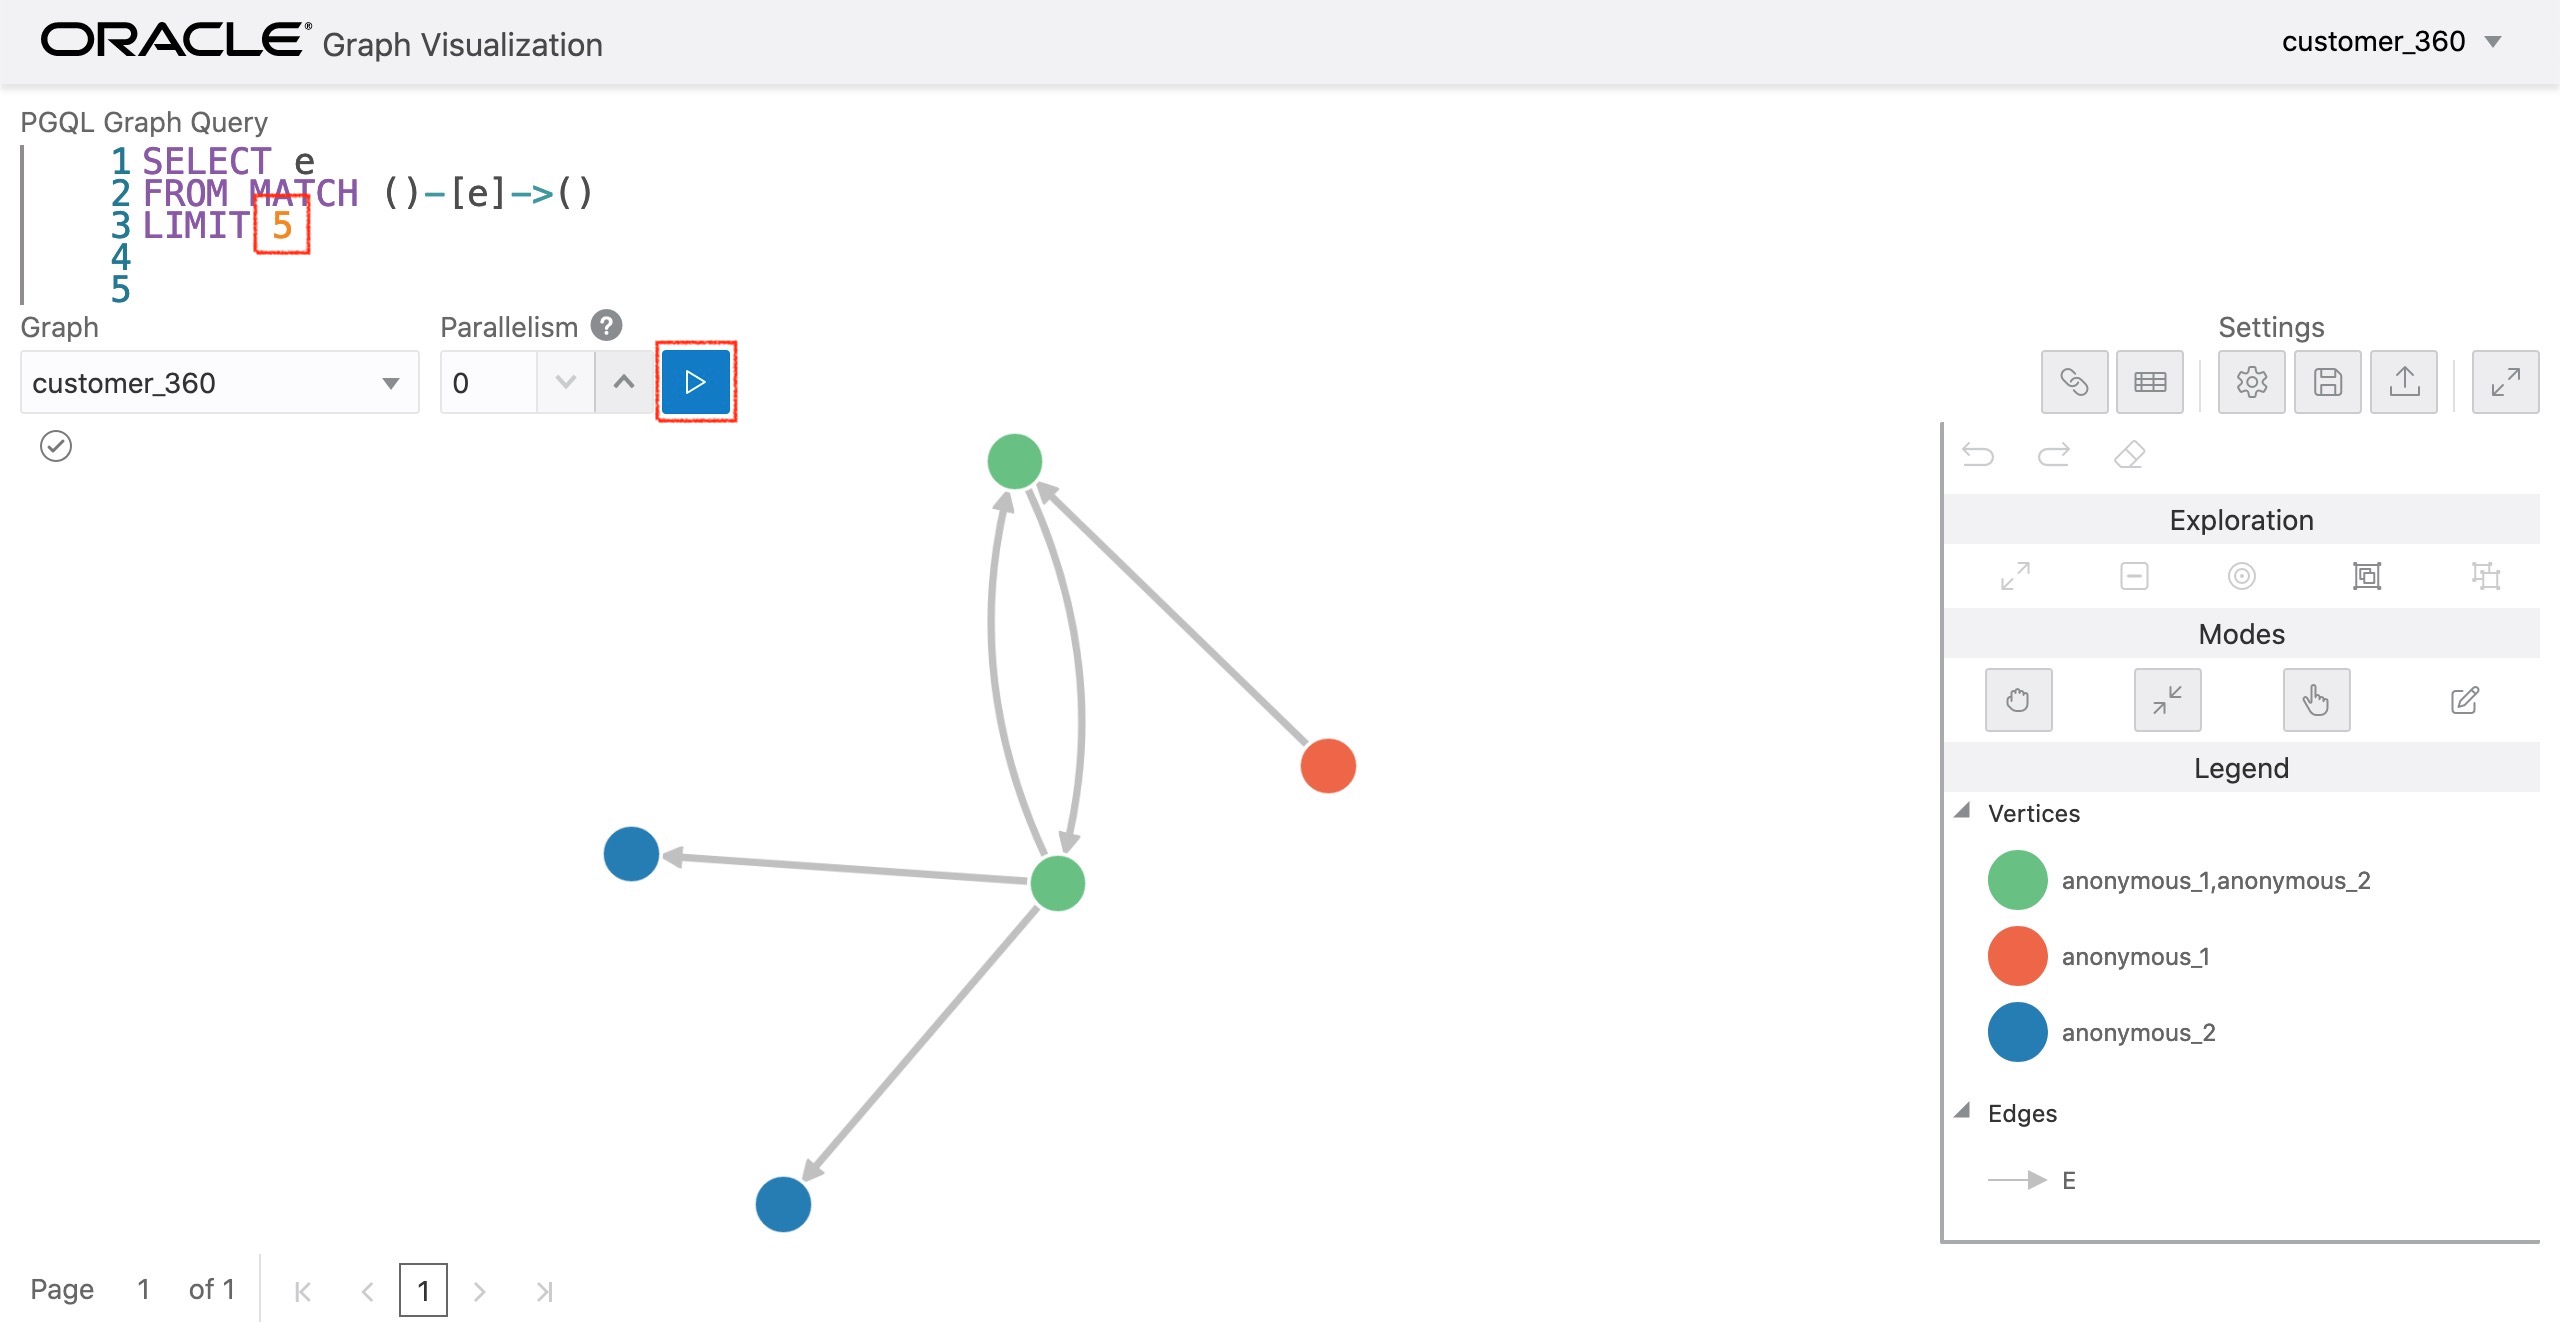 ORACLE® Graph Visualization
customer_360
PGQL Graph Query
1 SELECT e
2 FROM MATCH ()-[e]->()
3 LIMIT 5
4
5
Graph
Parallelism ?
Settings
customer_360
0
Exploration
Modes
Legend
Vertices
anonymous_1,anonymous_2
anonymous_1
anonymous_2
Edges
E
Page 1 of 1
1